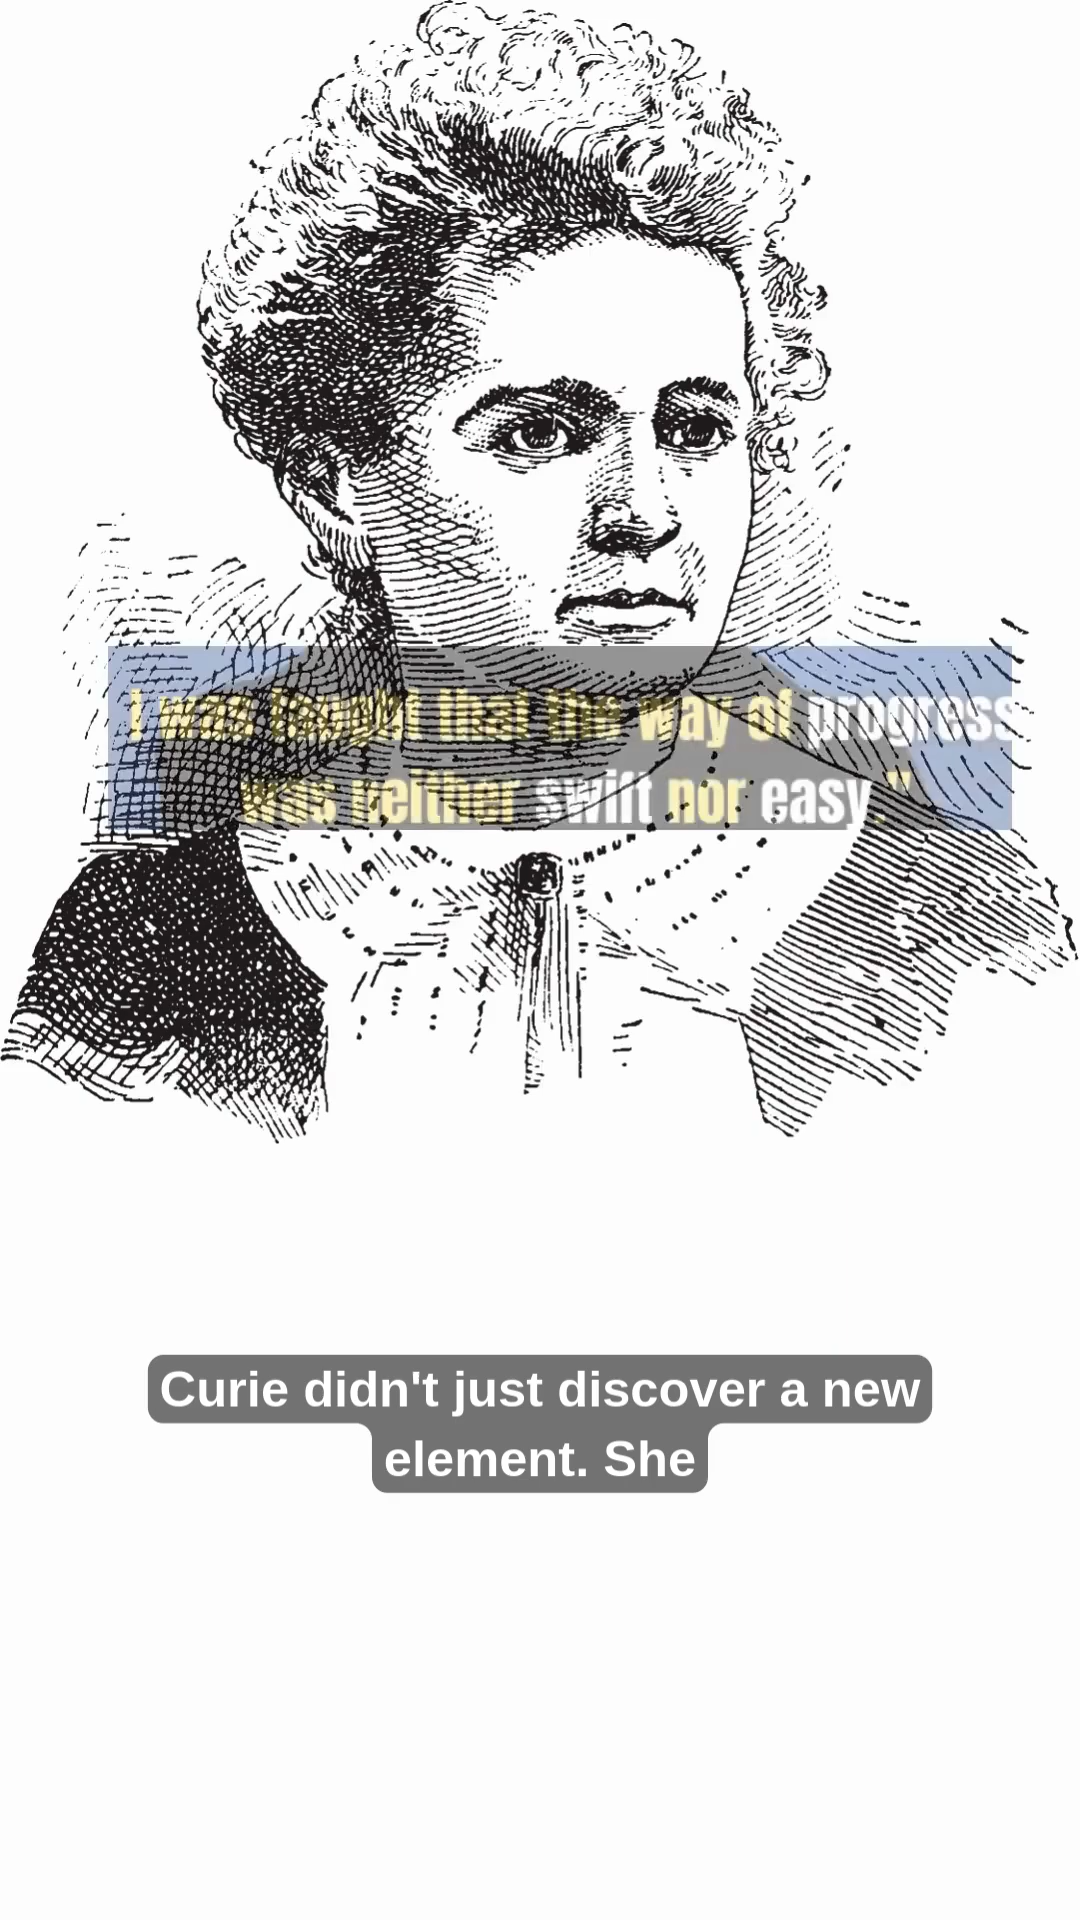 I was taught that the way of progress
was neither swift nor easy."
Curie didn't just discover a new
element. She